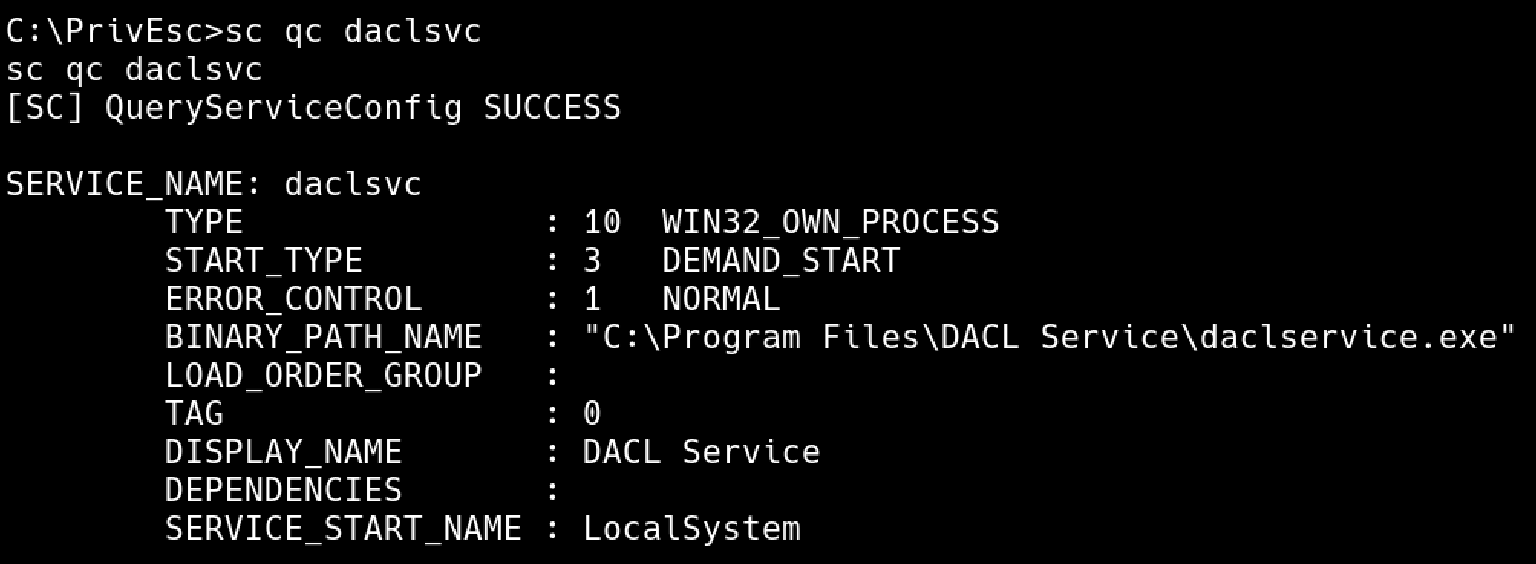 C:\PrivEsc>sc qc daclsvc
sc qc daclsvc
[SC] QueryServiceConfig SUCCESS

SERVICE_NAME: daclsvc
        TYPE               : 10  WIN32_OWN_PROCESS
        START_TYPE         : 3   DEMAND_START
        ERROR_CONTROL      : 1   NORMAL
        BINARY_PATH_NAME   : "C:\Program Files\DACL Service\daclservice.exe"
        LOAD_ORDER_GROUP   :
        TAG                : 0
        DISPLAY_NAME       : DACL Service
        DEPENDENCIES       :
        SERVICE_START_NAME : LocalSystem